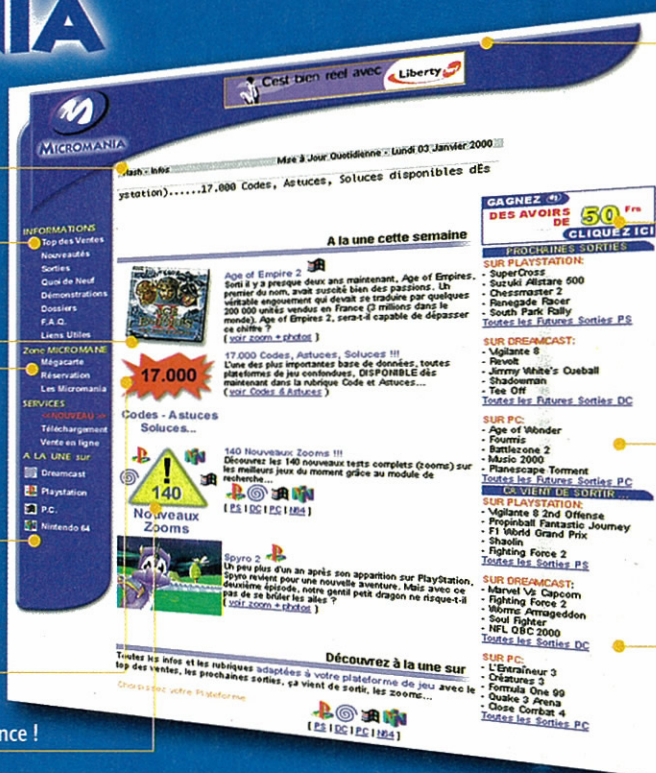 NIA
C'est bien réel avec Liberty
MICROMANIA
Flash - Infos
Mise à Jour Quotidienne - Lundi 03 Janvier 2000
ystation)......17.000 Codes, Astuces, Soluces disponibles dÈs
INFORMATIONS
Top des Ventes
Nouveautés
Sorties
Quoi de Neuf
Démonstrations
Dossiers
F.A.Q.
Liens Utiles
Zone MICROMANE
Mégacarte
Réservation
Les Micromania
SERVICES
<<NOUVEAU >>
Téléchargement
Vente en ligne
A LA UNE sur
Dreamcast
Playstation
P.C.
Nintendo 64
A la une cette semaine
Age of Empire 2
Sorti il y a presque deux ans maintenant, Age of Empires,
premier du nom, avait suscité bien des passions. Un
véritable engouement qui devait se traduire par quelques
200 000 unités vendus en France (3 millions dans le
monde). Age of Empires 2, sera-t-il capable de dépasser
ce chiffre ?
( voir zoom + photos )
17.000
Codes - Astuces
Soluces...
17.000 Codes, Astuces, Soluces !!!
L'une des plus importantes base de données, toutes
plateformes de jeu confondues, DISPONIBLE dès
maintenant dans la rubrique Code et Astuces...
( voir Codes & Astuces )
140
Nouveaux
Zooms
140 Nouveaux Zooms !!!
Découvrez les 140 nouveaux tests complets (zooms) sur
les meilleurs jeux du moment grâce au module de
recherche...
[ PS | DC | PC | N64 ]
Spyro 2
Un peu plus d'un an après son apparition sur PlayStation,
Spyro revient pour une nouvelle aventure. Mais avec ce
deuxième épisode, notre gentil petit dragon ne risque-t-il
pas de se brûler les ailes ?
( voir zoom + photos )
Découvrez à la une sur
Toutes les infos et les rubriques adaptées à votre plateforme de jeu avec le
top des ventes, les prochaines sorties, ça vient de sortir, les zooms...
Choisissez votre Plateforme
[ PS | DC | PC | N64 ]
GAGNEZ
DES AVOIRS
DE 50 Frs
CLIQUEZ ICI
PROCHAINES SORTIES
SUR PLAYSTATION:
- SuperCross
- Suzuki Allstare 500
- Chessmaster 2
- Renegade Racer
- South Park Rally
Toutes les Futures Sorties PS
SUR DREAMCAST:
- Vigilante 8
- Revolt
- Jimmy White's Cueball
- Shadowman
- Tee Off
Toutes les Futures Sorties DC
SUR PC:
- Age of Wonder
- Fourmis
- Battlezone 2
- Music 2000
- Planescape Torment
Toutes les Futures Sorties PC
CA VIENT DE SORTIR ...
SUR PLAYSTATION:
- Vigilante 8 2nd Offense
- Propinball Fantastic Journey
- F1 World Grand Prix
- Shaolin
- Fighting Force 2
Toutes les Sorties PS
SUR DREAMCAST:
- Marvel Vs Capcom
- Fighting Force 2
- Worms Armageddon
- Soul Fighter
- NFL QBC 2000
Toutes les Sorties DC
SUR PC:
- L'Entraîneur 3
- Créatures 3
- Formula One 99
- Quake 3 Arena
- Close Combat 4
Toutes les Sorties PC
nce !